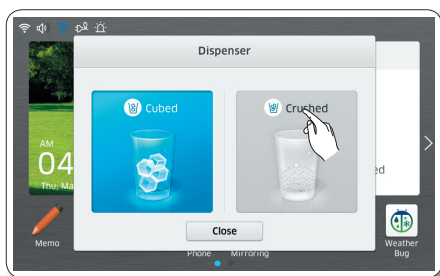 Dispenser
Cubed
Crushed
AM
04
Thu, Ma
ed
Close
Memo
Phone
Mirroring
Weather
Bug